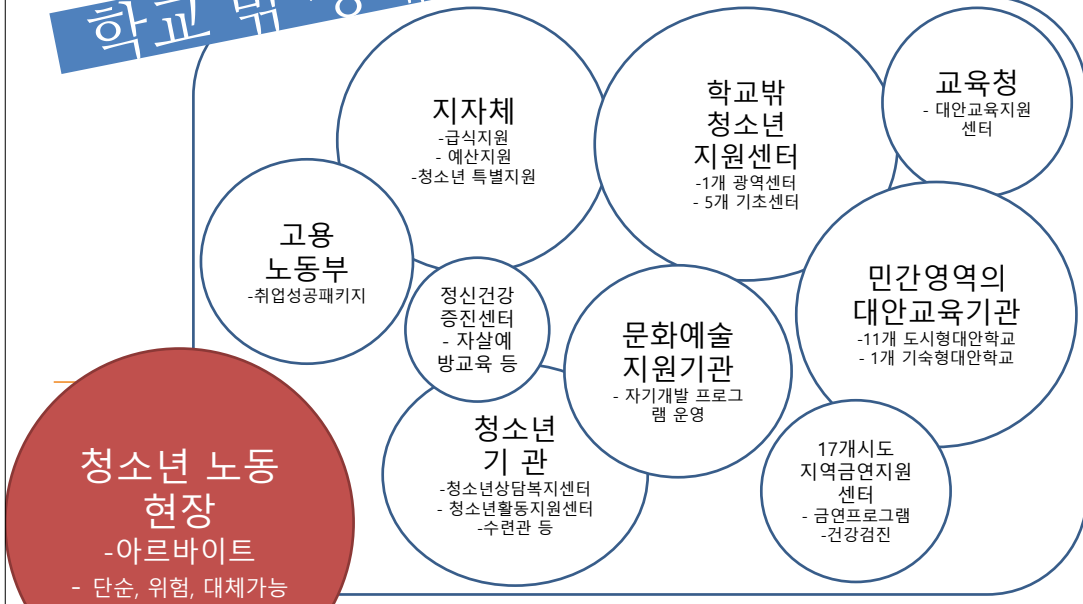 학교 밖
지자체
-급식지원
- 예산지원
-청소년 특별지원
학교밖
청소년
지원센터
-1개 광역센터
- 5개 기초센터
교육청
- 대안교육지원
센터
고용
노동부
-취업성공패키지
정신건강
증진센터
- 자살예
방교육 등
문화예술
지원기관
- 자기개발 프로그
램 운영
민간영역의
대안교육기관
-11개 도시형대안학교
- 1개 기숙형대안학교
청소년
기 관
-청소년상담복지센터
- 청소년활동지원센터
-수련관 등
17개시도
지역금연지원
센터
- 금연프로그램
-건강검진
청소년 노동
현장
-아르바이트
- 단순, 위험, 대체가능